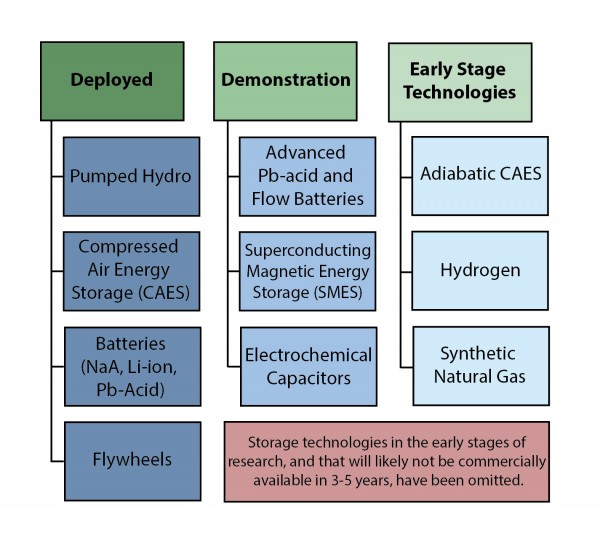 Deployed
Pumped Hydro
Compressed
Air Energy
Storage (CAES)
Batteries
(NaA, Li-ion,
Pb-Acid)
Flywheels
Demonstration
Advanced
Pb-acid and
Flow Batteries
Superconducting
Magnetic Energy
Storage (SMES)
Electrochemical
Capacitors
Early Stage
Technologies
Adiabatic CAES
Hydrogen
Synthetic
Natural Gas
Storage technologies in the early stages of
research, and that will likely not be commercially
available in 3-5 years, have been omitted.